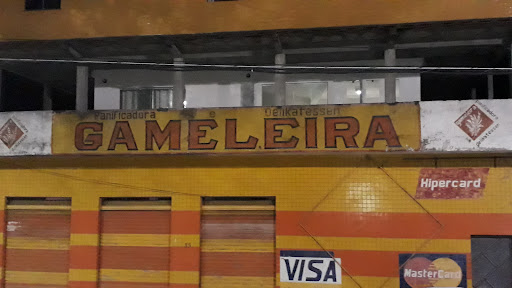 Panificadora e Delikatessen
GAMELEIRA
Hipercard
VISA
MasterCard